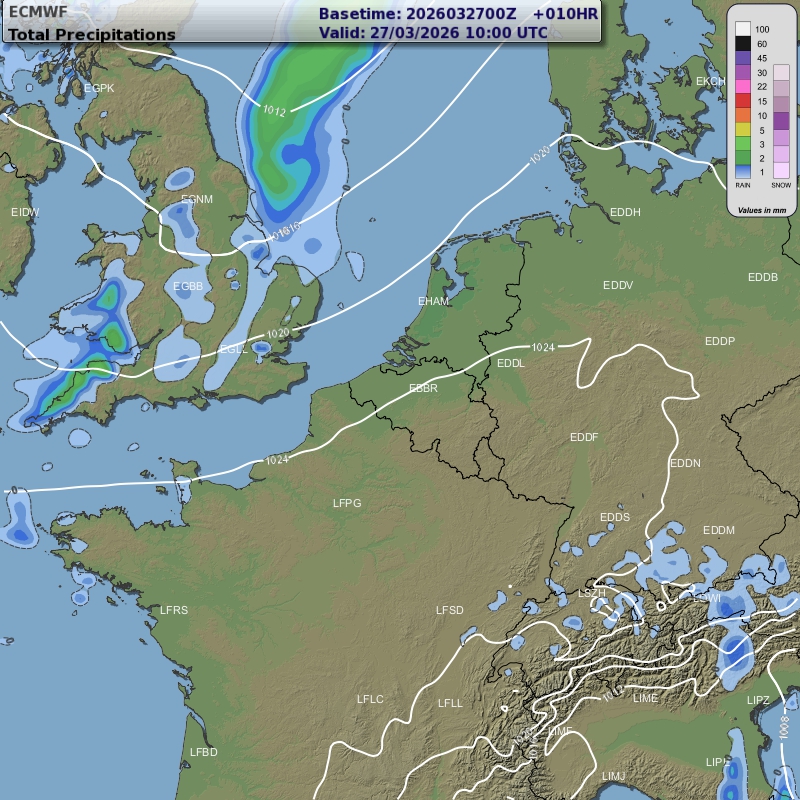 ECMWF
Basetime: 2026032700Z +010HR
Total Precipitations
Valid: 27/03/2026 10:00 UTC
100
60
45
30
22
15
10
5
3
2
1
RAIN SNOW
Values in mm
EGPK
EKCH
1012
1020
EGNM
EIDW
EDDH
1016
EGBB
EDDV
EDDB
EHAM
1020
EGLL
EDDP
1024
EDDL
EBBR
EDDF
1024
EDDN
LFPG
EDDS
EDDM
LSZH
LFRS
LFSD
LFLC
LFLL
LIME
LIPZ
1008
LIMF
LFBD
LIPE
LIMJ